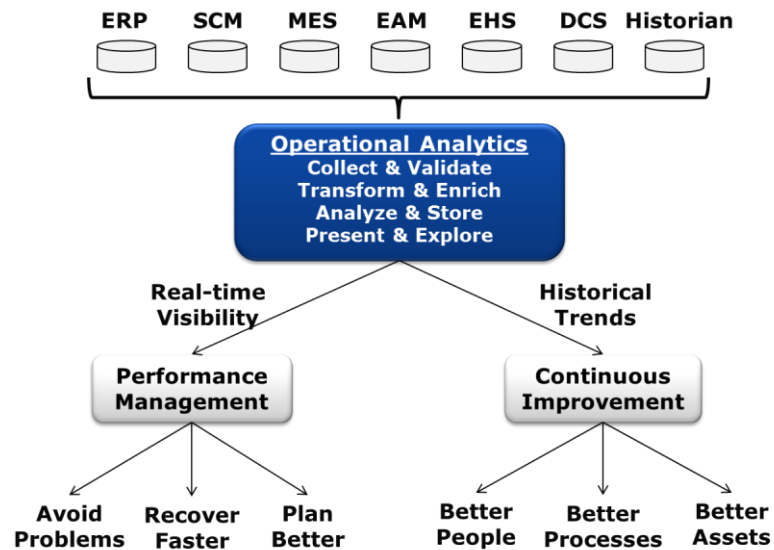 ERP SCM MES EAM EHS DCS Historian
Operational Analytics
Collect & Validate
Transform & Enrich
Analyze & Store
Present & Explore
Real-time
Visibility
Historical
Trends
Performance
Management
Continuous
Improvement
Avoid
Problems
Recover
Faster
Plan
Better
Better
People
Better
Processes
Better
Assets